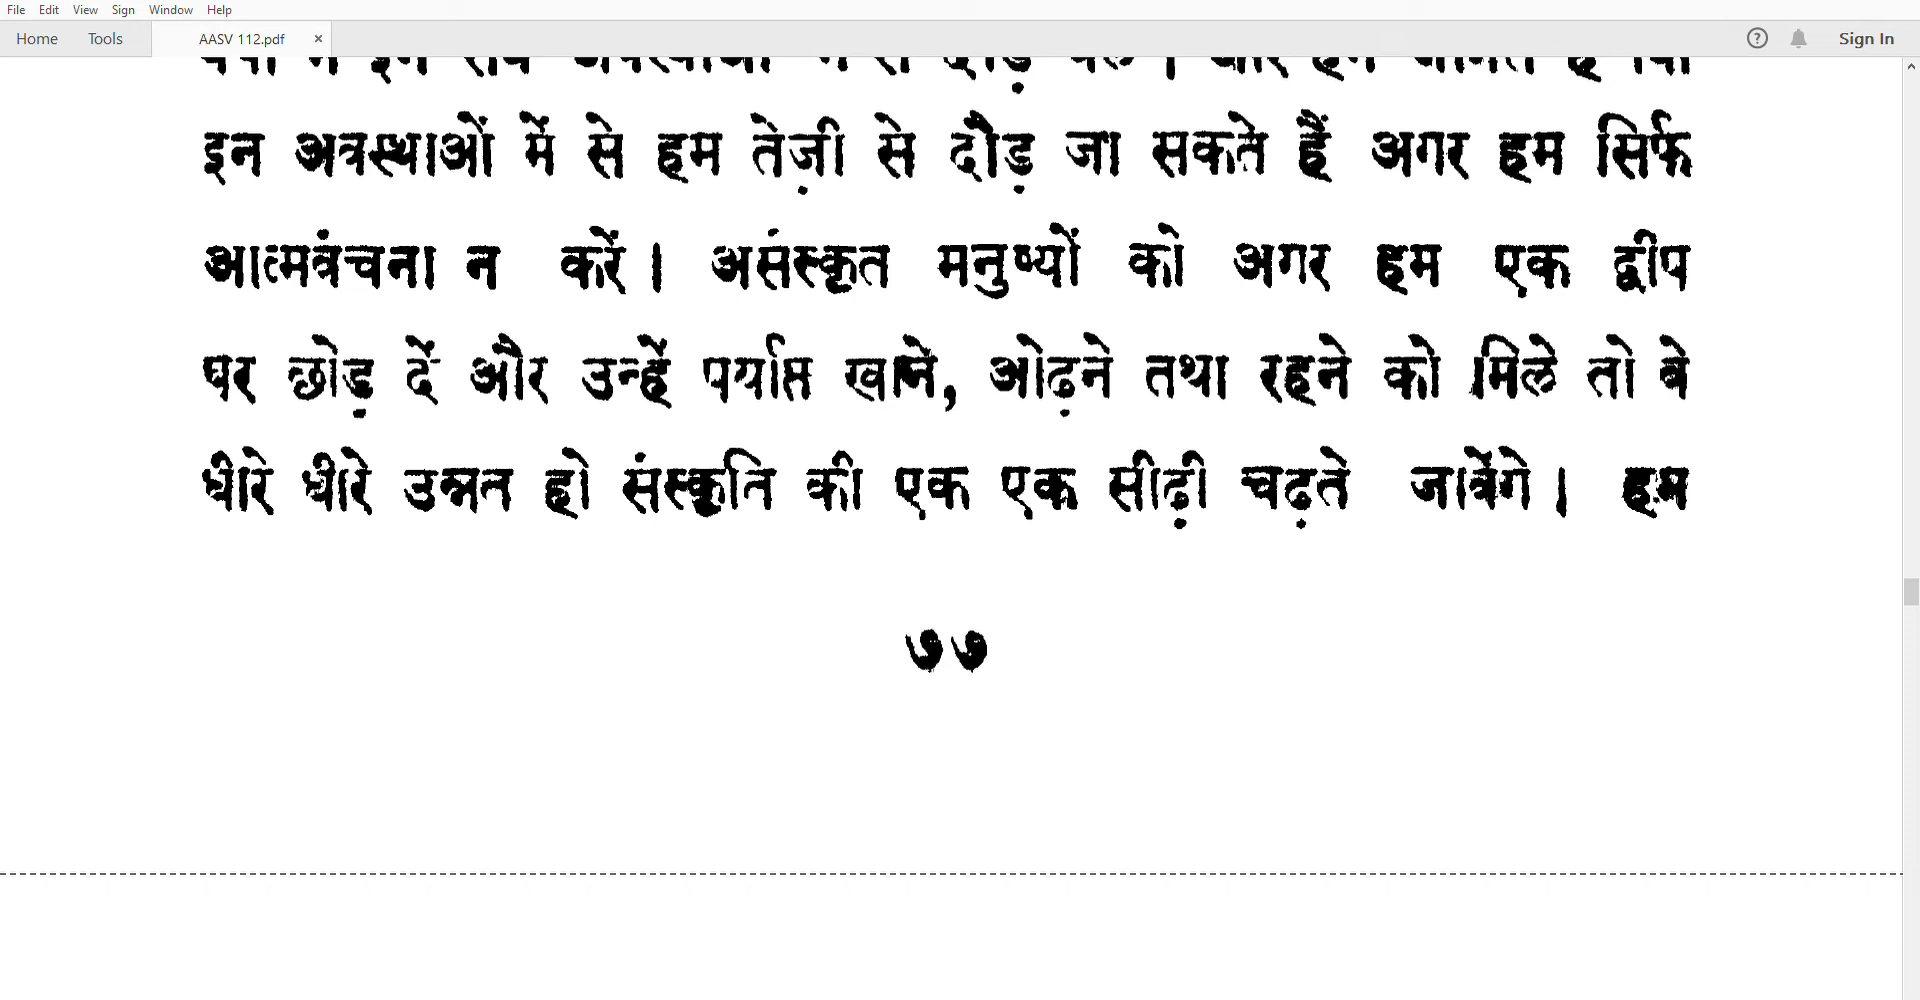 File Edit View Sign Window Help
Home Tools AASV 112.pdf × ? Sign In
इन अवस्थाओं में से हम तेज़ी से दौड़ जा सकते हैं अगर हम सिर्फ
आत्मवंचना न करें। असंस्कृत मनुष्यों को अगर हम एक द्वीप
पर छोड़ दें और उन्हें पर्याप्त खाने, ओढ़ने तथा रहने को मिले तो वे
धीरे धीरे उन्नत हो संस्कृति की एक एक सीढ़ी चढ़ते जावेंगे। हम
७७